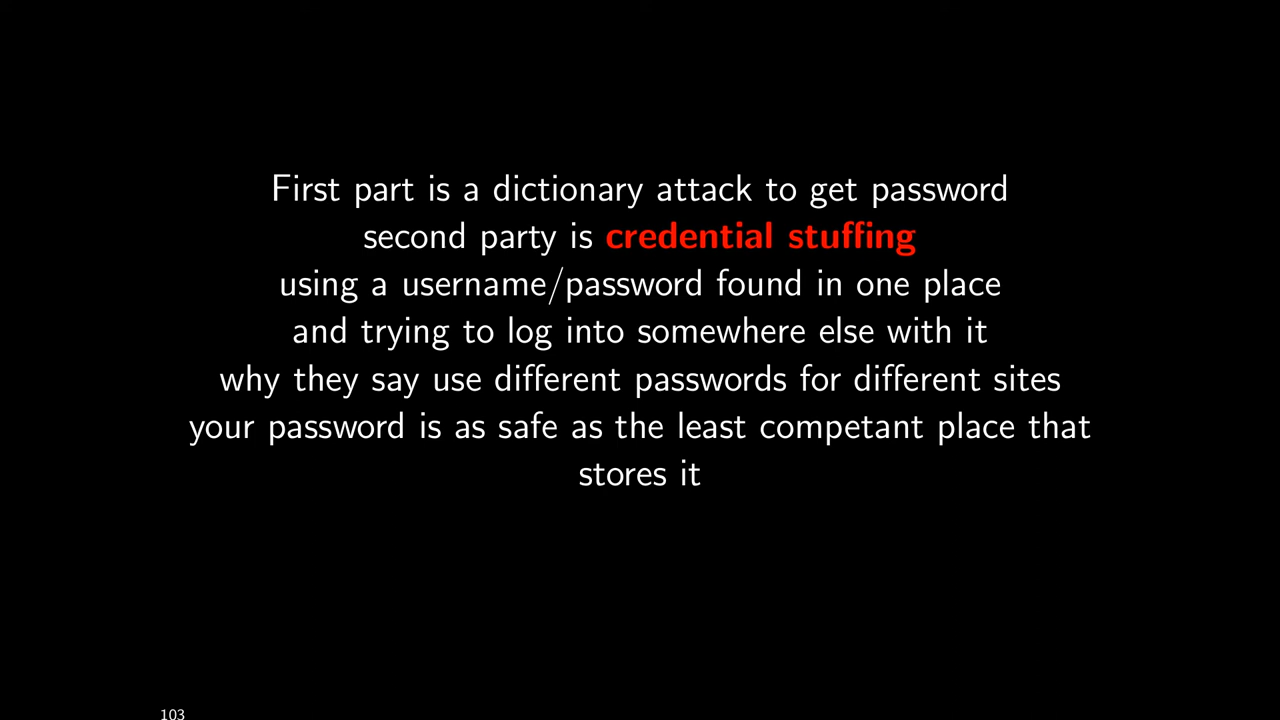 First part is a dictionary attack to get password
second party is credential stuffing
using a username/password found in one place
and trying to log into somewhere else with it
why they say use different passwords for different sites
your password is as safe as the least competant place that
stores it
103